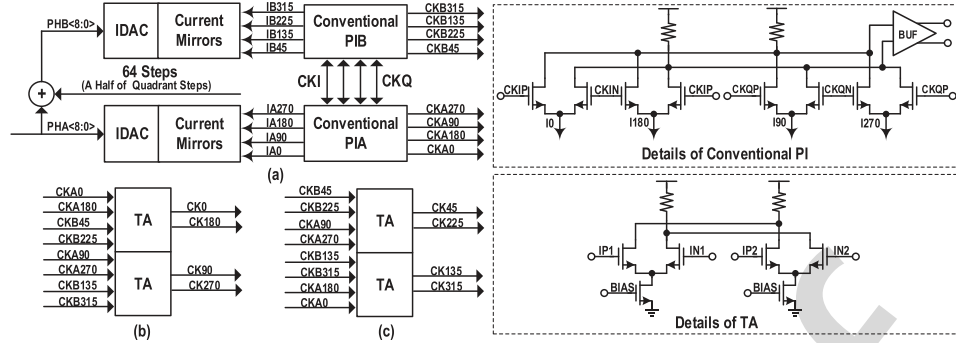 PHB<8:0>
IDAC
Current
Mirrors
IB315
IB225
IB135
IB45
Conventional
PIB
CKB315
CKB135
CKB225
CKB45
64 Steps
(A Half of Quadrant Steps)
+
CKI
CKQ
PHA<8:0>
IDAC
Current
Mirrors
IA270
IA180
IA90
IA0
Conventional
PIA
CKA270
CKA90
CKA180
CKA0
(a)
BUF
CKIP
CKIN
CKIP
CKQP
CKQN
CKQP
I0
I180
I90
I270
Details of Conventional PI
CKA0
CKA180
CKB45
CKB225
CKA90
CKA270
CKB135
CKB315
TA
TA
CK0
CK180
CK90
CK270
(b)
CKB45
CKB225
CKA90
CKA270
CKB135
CKB315
CKA180
CKA0
TA
TA
CK45
CK225
CK135
CK315
(c)
IP1
IN1
IP2
IN2
BIAS
BIAS
Details of TA